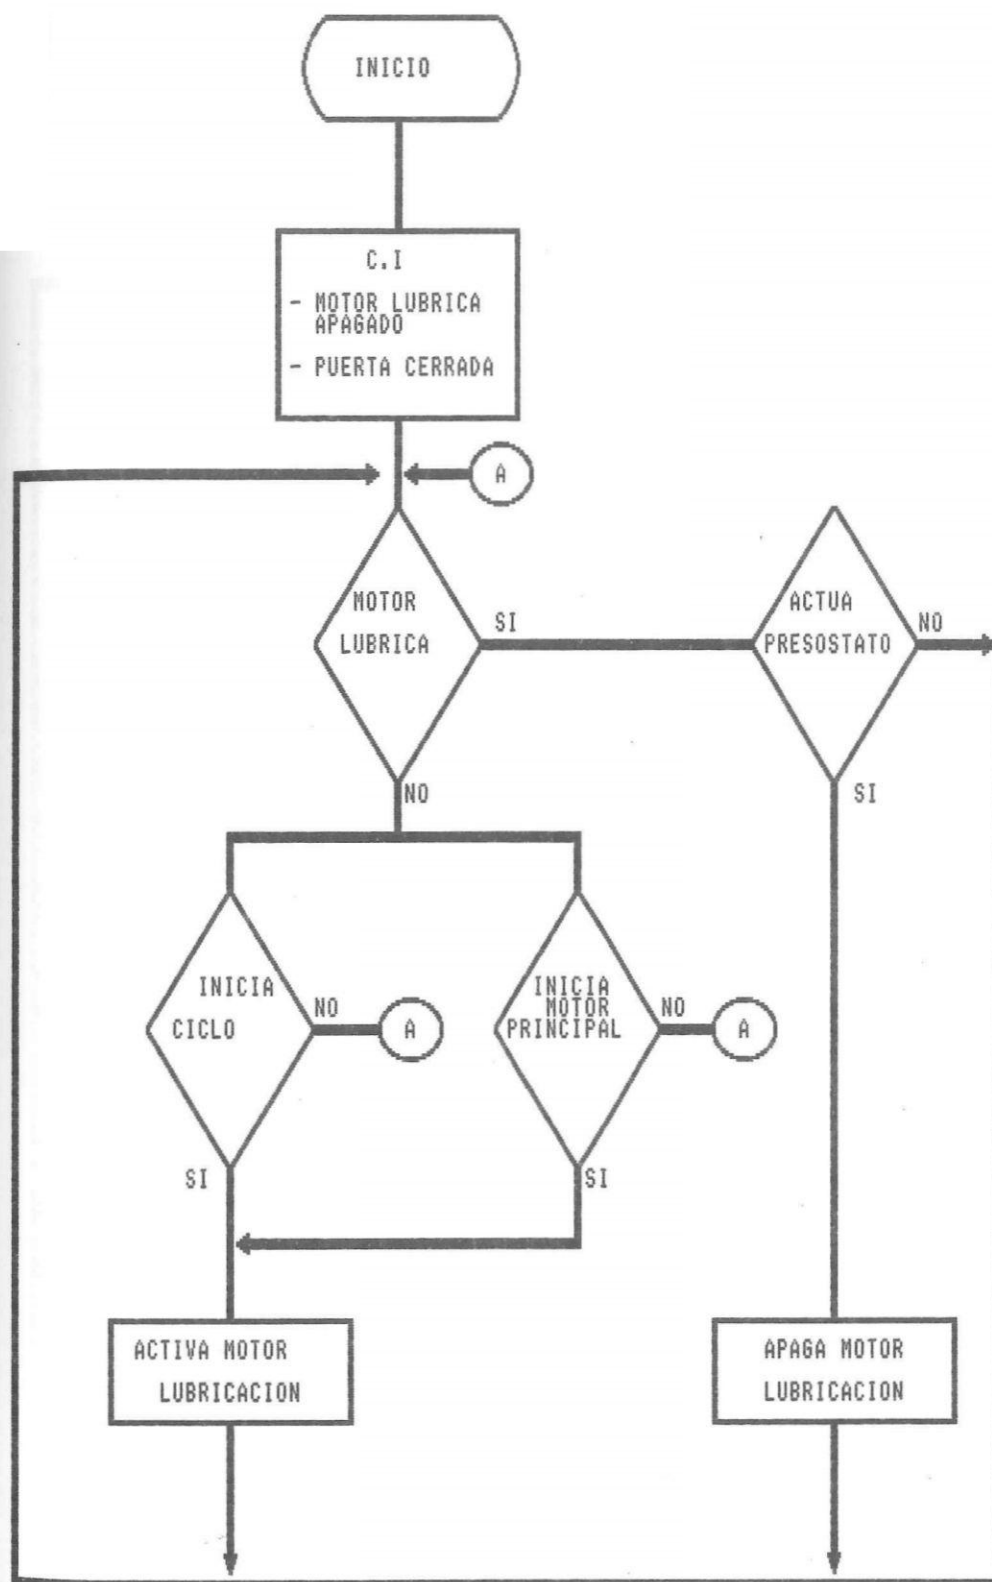 INICIO
C.I
- MOTOR LUBRICA
APAGADO
- PUERTA CERRADA
A
MOTOR
LUBRICA
SI
ACTUA
PRESOSTATO
NO
NO
SI
INICIA
CICLO
NO
A
INICIA
MOTOR
PRINCIPAL
NO
A
SI
SI
ACTIVA MOTOR
LUBRICACION
APAGA MOTOR
LUBRICACION